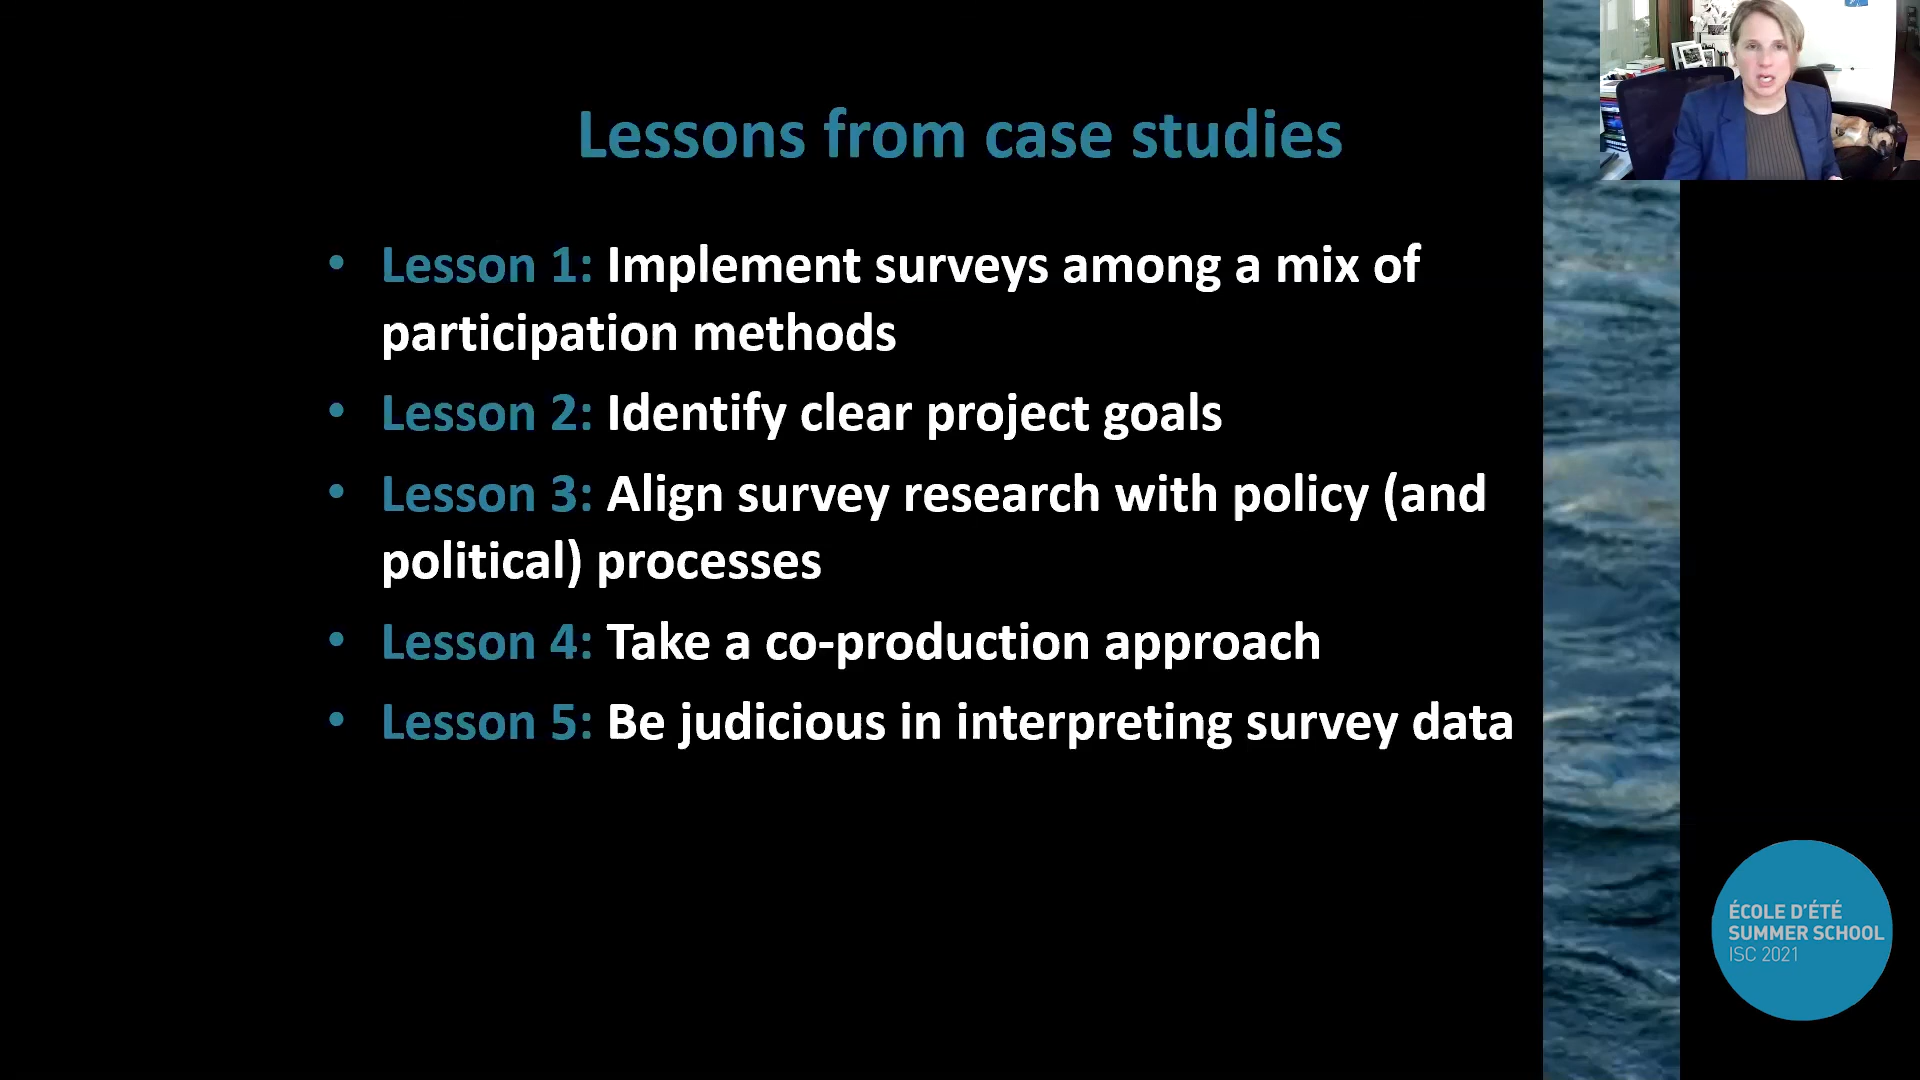 Lessons from case studies
• Lesson 1: Implement surveys among a mix of
participation methods
• Lesson 2: Identify clear project goals
• Lesson 3: Align survey research with policy (and
political) processes
• Lesson 4: Take a co-production approach
• Lesson 5: Be judicious in interpreting survey data
ÉCOLE D'ÉTÉ
SUMMER SCHOOL
ISC 2021